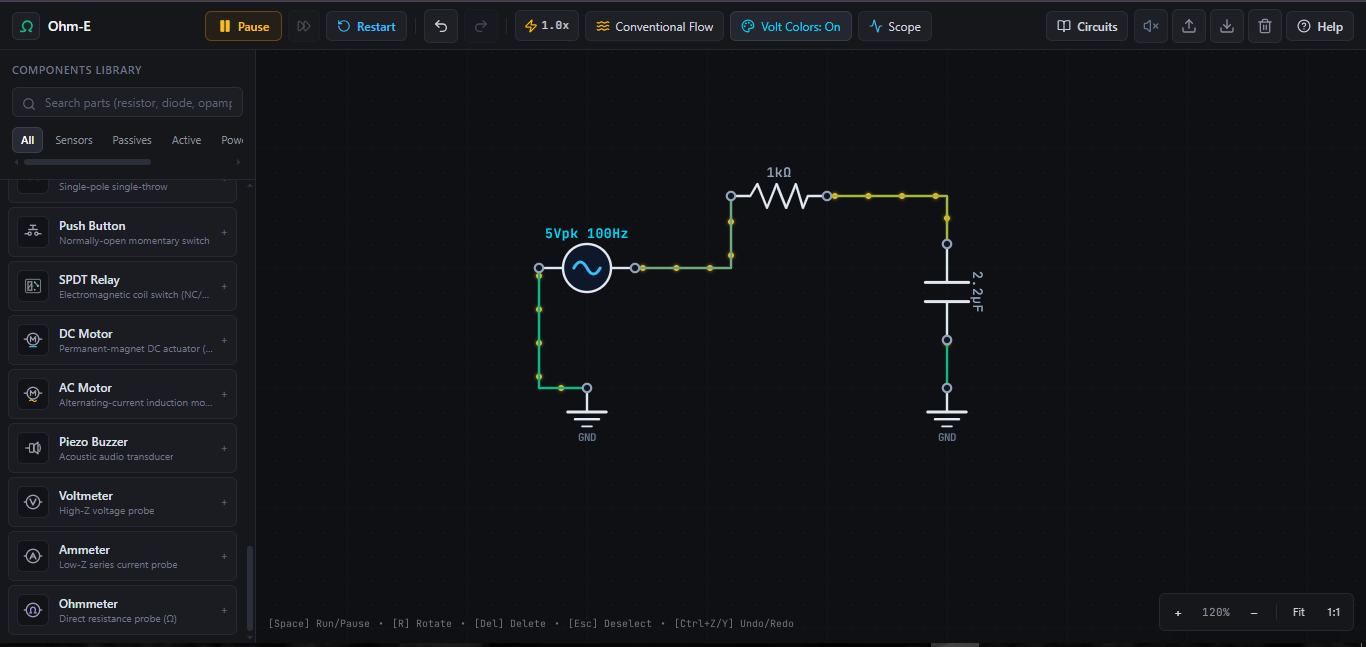 Ohm-E
Pause
Restart
1.0x
Conventional Flow
Volt Colors: On
Scope
Circuits
Help
COMPONENTS LIBRARY
Search parts (resistor, diode, opamp
All
Sensors
Passives
Active
Pow
Single-pole single-throw
Push Button
Normally-open momentary switch
SPDT Relay
Electromagnetic coil switch (NC/...
DC Motor
Permanent-magnet DC actuator (...
AC Motor
Alternating-current induction mo...
Piezo Buzzer
Acoustic audio transducer
Voltmeter
High-Z voltage probe
Ammeter
Low-Z series current probe
Ohmmeter
Direct resistance probe (Ω)
1kΩ
5Vpk 100Hz
2.2µF
GND
GND
[Space] Run/Pause • [R] Rotate • [Del] Delete • [Esc] Deselect • [Ctrl+Z/Y] Undo/Redo
+ 120% − Fit 1:1